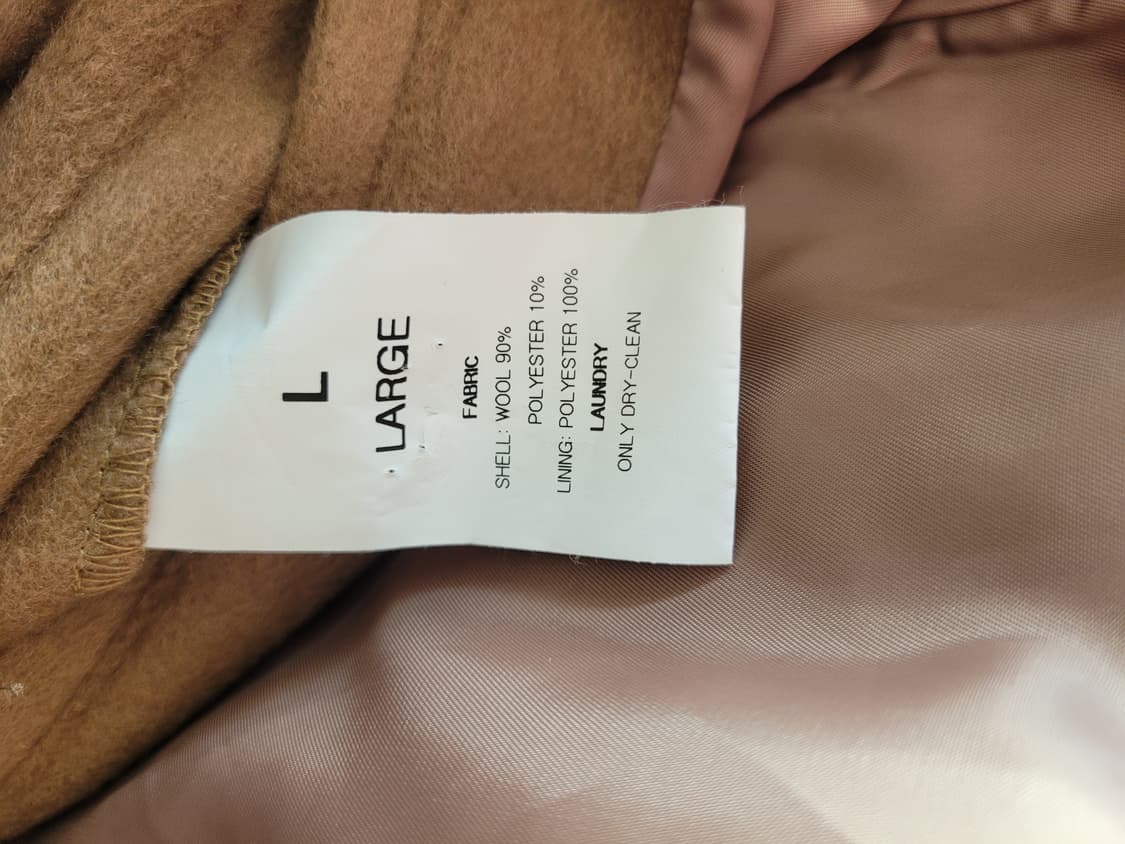 L
LARGE
FABRIC
SHELL: WOOL 90%
POLYESTER 10%
LINING: POLYESTER 100%
LAUNDRY
ONLY DRY-CLEAN